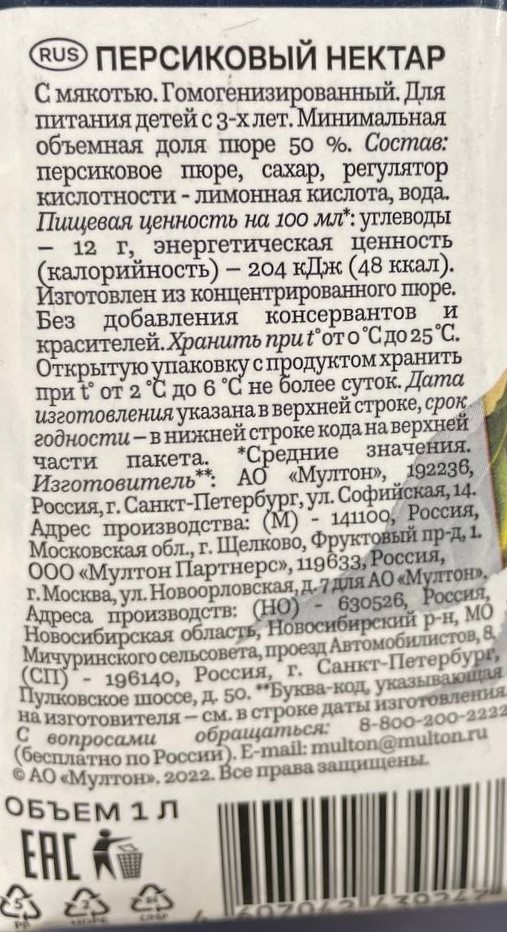 RUS ПЕРСИКОВЫЙ НЕКТАР
С мякотью. Гомогенизированный. Для
питания детей с 3-х лет. Минимальная
объемная доля пюре 50 %. Состав:
персиковое пюре, сахар, регулятор
кислотности - лимонная кислота, вода.
Пищевая ценность на 100 мл*: углеводы
– 12 г, энергетическая ценность
(калорийность) – 204 кДж (48 ккал).
Изготовлен из концентрированного пюре.
Без добавления консервантов и
красителей. Хранить при t° от 0 °С до 25 °С.
Открытую упаковку с продуктом хранить
при t° от 2 °С до 6 °С не более суток. Дата
изготовления указана в верхней строке, срок
годности – в нижней строке кода на верхней
части пакета. *Средние значения.
Изготовитель**: АО «Мултон», 192236,
Россия, г. Санкт-Петербург, ул. Софийская, 14.
Адрес производства: (М) - 141100, Россия,
Московская обл., г. Щелково, Фруктовый пр-д, 1.
ООО «Мултон Партнерс», 119633, Россия,
г. Москва, ул. Новоорловская, д. 7 для АО «Мултон».
Адреса производств: (НО) - 630526, Россия,
Новосибирская область, Новосибирский р-н, МО
Мичуринского сельсовета, проезд Автомобилистов, 8,
(СП) - 196140, Россия, г. Санкт-Петербург,
Пулковское шоссе, д. 50. **Буква-код, указывающая
на изготовителя – см. в строке даты изготовления.
С вопросами обращаться: 8-800-200-2222
(бесплатно по России). E-mail: multon@multon.ru
© АО «Мултон». 2022. Все права защищены.
ОБЪЕМ 1 Л
EAC
5 2 84
PP HDPE C/PAP